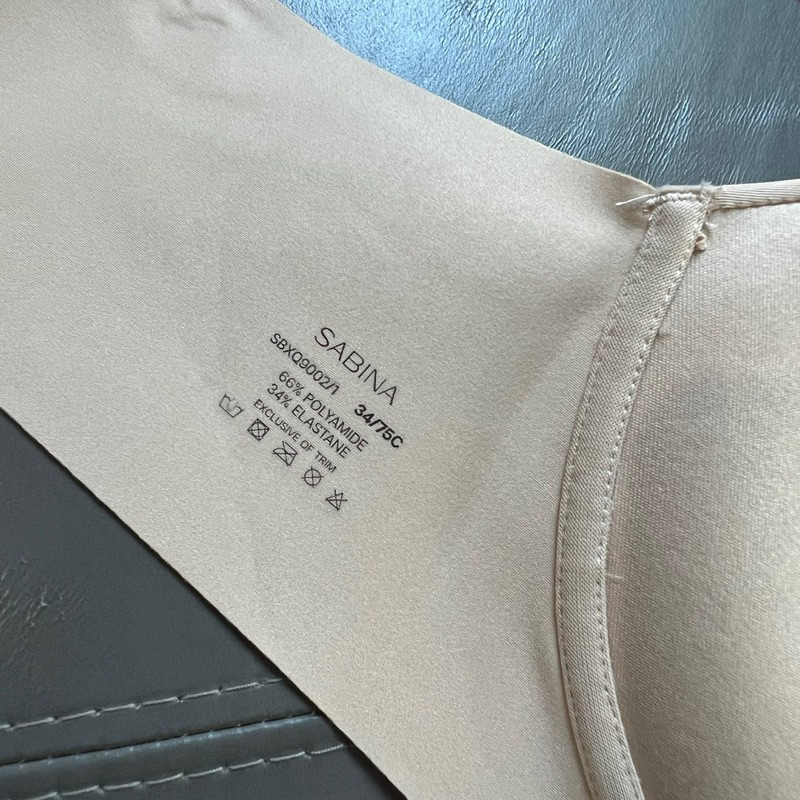 SABINA
SBXQ9002/1 34/75C
66% POLYAMIDE
34% ELASTANE
EXCLUSIVE OF TRIM